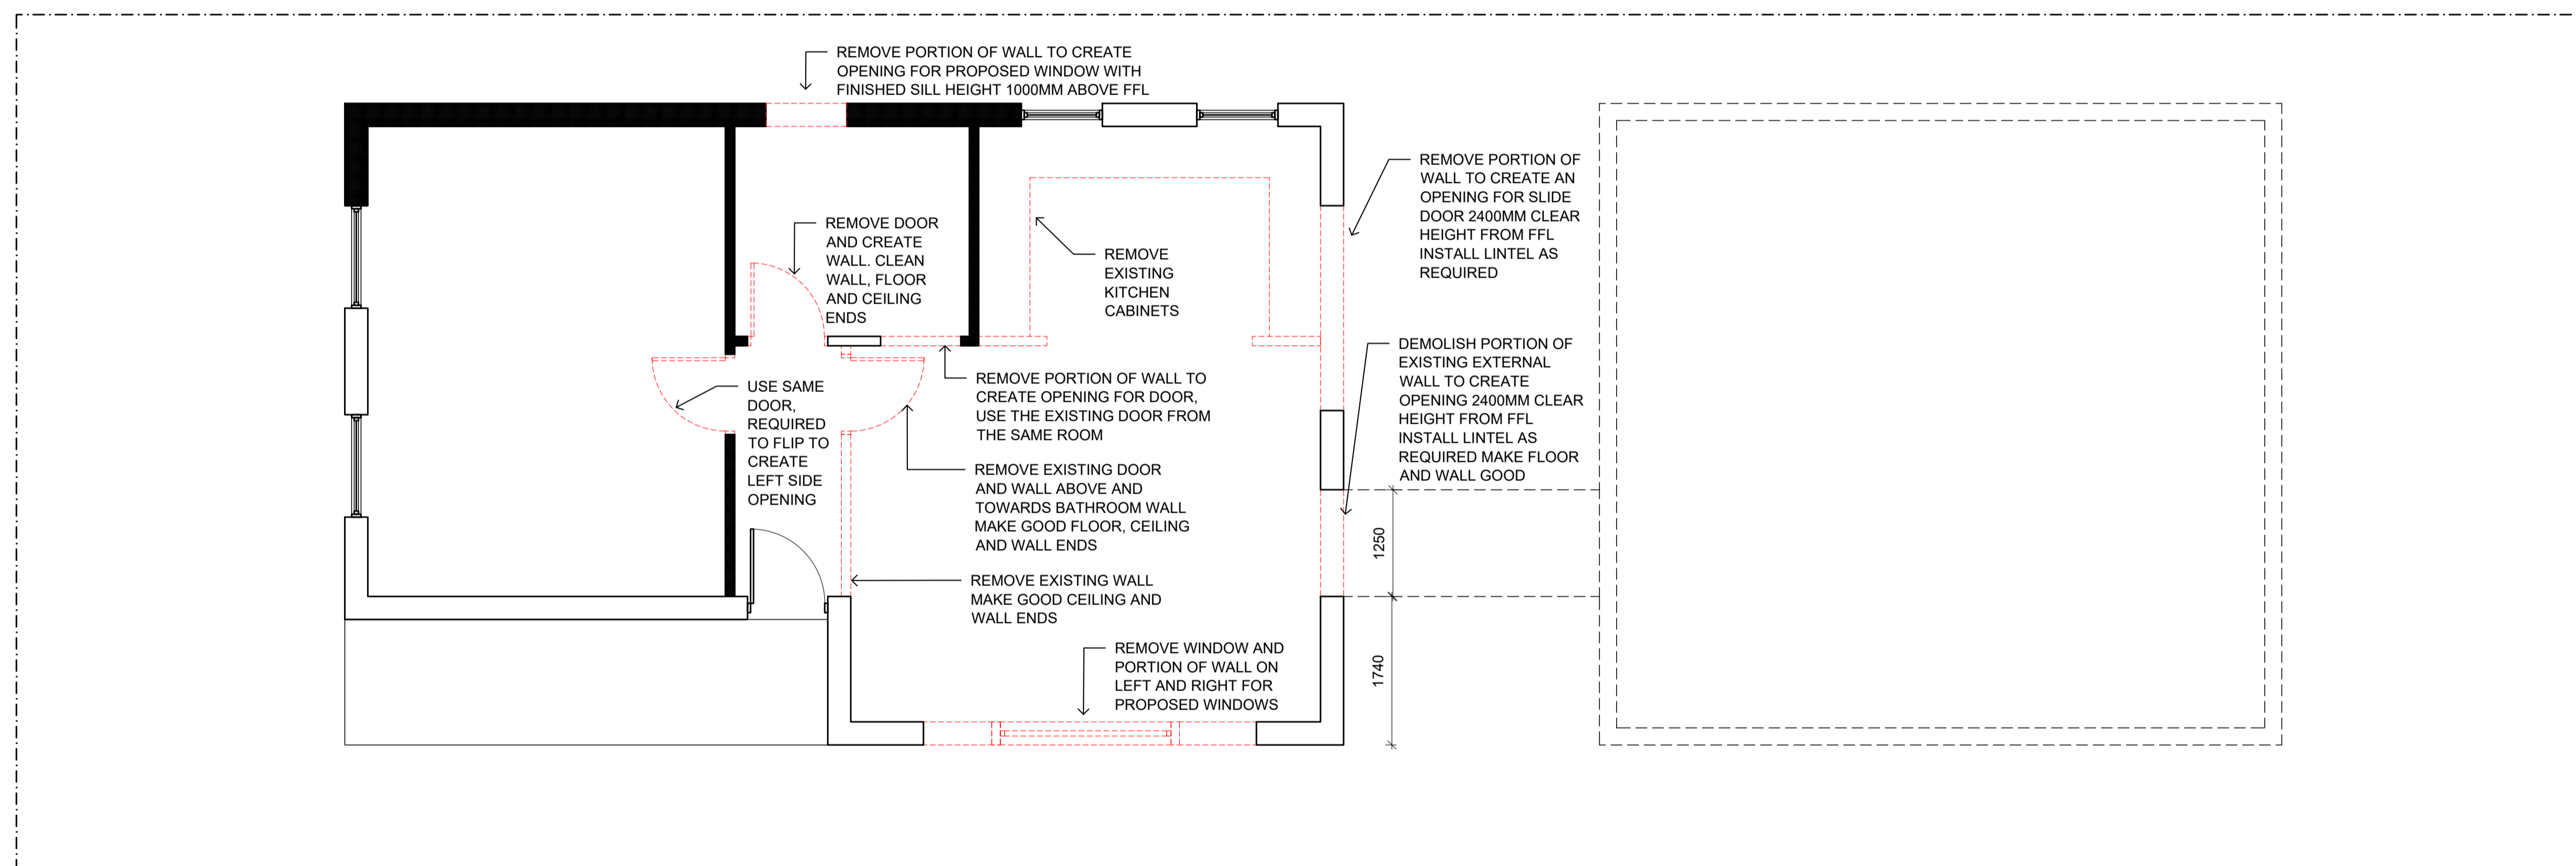 REMOVE PORTION OF WALL TO CREATE
OPENING FOR PROPOSED WINDOW WITH
FINISHED SILL HEIGHT 1000MM ABOVE FFL
REMOVE DOOR
AND CREATE
WALL. CLEAN
WALL, FLOOR
AND CEILING
ENDS
REMOVE
EXISTING
KITCHEN
CABINETS
REMOVE PORTION OF
WALL TO CREATE AN
OPENING FOR SLIDE
DOOR 2400MM CLEAR
HEIGHT FROM FFL
INSTALL LINTEL AS
REQUIRED
DEMOLISH PORTION OF
EXISTING EXTERNAL
WALL TO CREATE
OPENING 2400MM CLEAR
HEIGHT FROM FFL
INSTALL LINTEL AS
REQUIRED MAKE FLOOR
AND WALL GOOD
USE SAME
DOOR,
REQUIRED
TO FLIP TO
CREATE
LEFT SIDE
OPENING
REMOVE PORTION OF WALL TO
CREATE OPENING FOR DOOR,
USE THE EXISTING DOOR FROM
THE SAME ROOM
REMOVE EXISTING DOOR
AND WALL ABOVE AND
TOWARDS BATHROOM WALL
MAKE GOOD FLOOR, CEILING
AND WALL ENDS
REMOVE EXISTING WALL
MAKE GOOD CEILING AND
WALL ENDS
REMOVE WINDOW AND
PORTION OF WALL ON
LEFT AND RIGHT FOR
PROPOSED WINDOWS
1250
1740